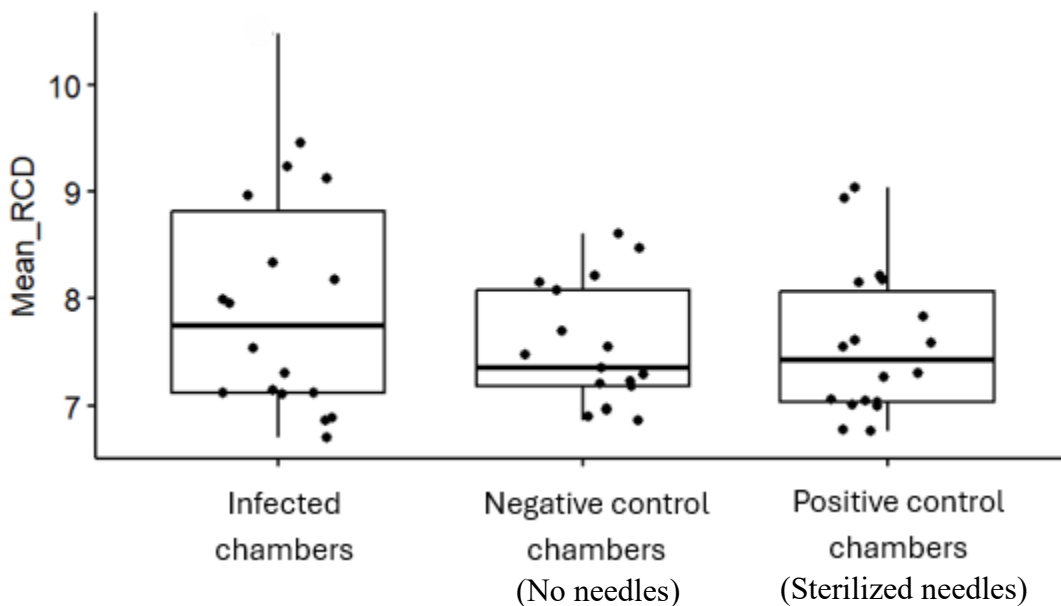 Mean_RCD
10
9
8
7
Infected
chambers
Negative control
chambers
(No needles)
Positive control
chambers
(Sterilized needles)